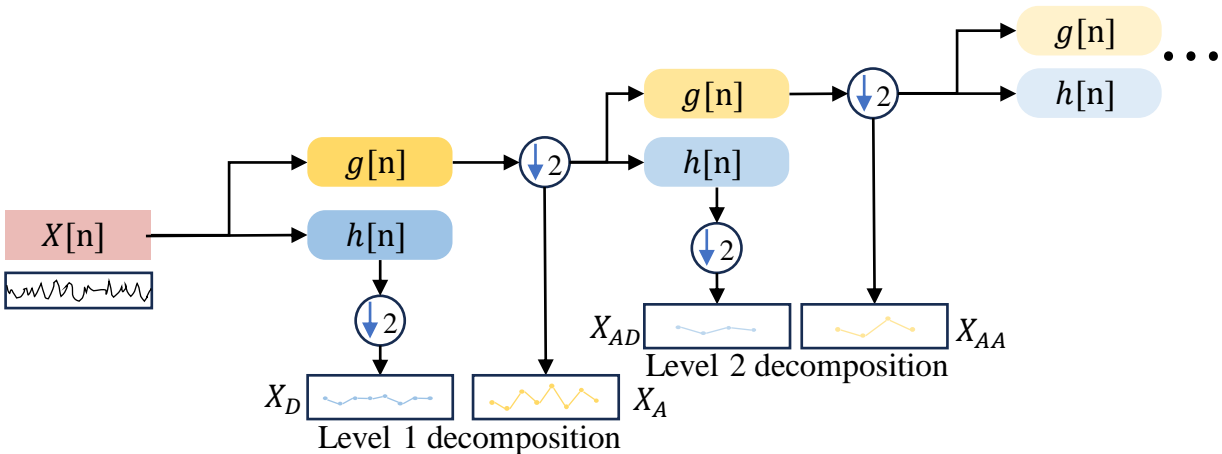 g[n]
g[n]
↓ 2
h[n]
...
g[n]
↓ 2
h[n]
X[n]
h[n]
↓ 2
↓ 2
X_AD
X_AA
Level 2 decomposition
X_D
X_A
Level 1 decomposition